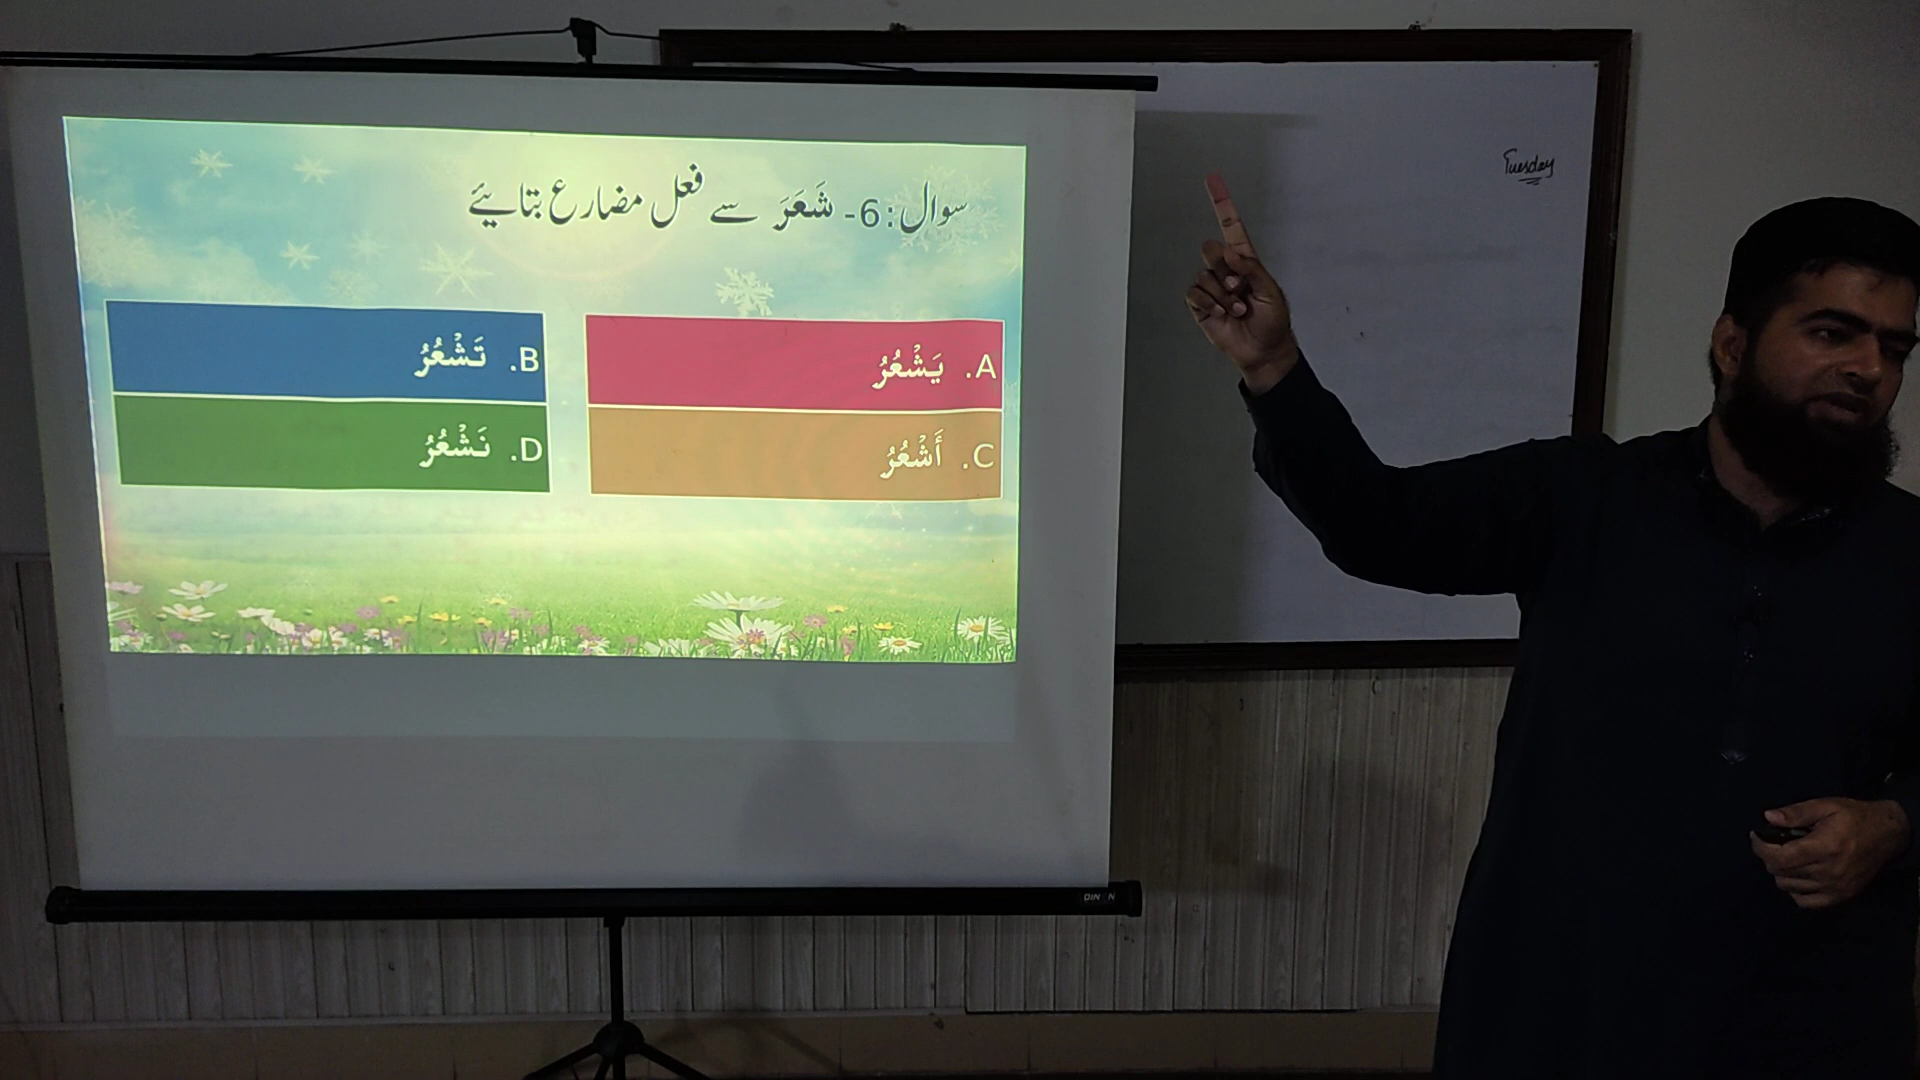 سوال:6- شَعَرَ سے فعل مضارع بتایئے
A. يَشْعُرُ
B. تَشْعُرُ
C. أَشْعُرُ
D. نَشْعُرُ
Tuesday